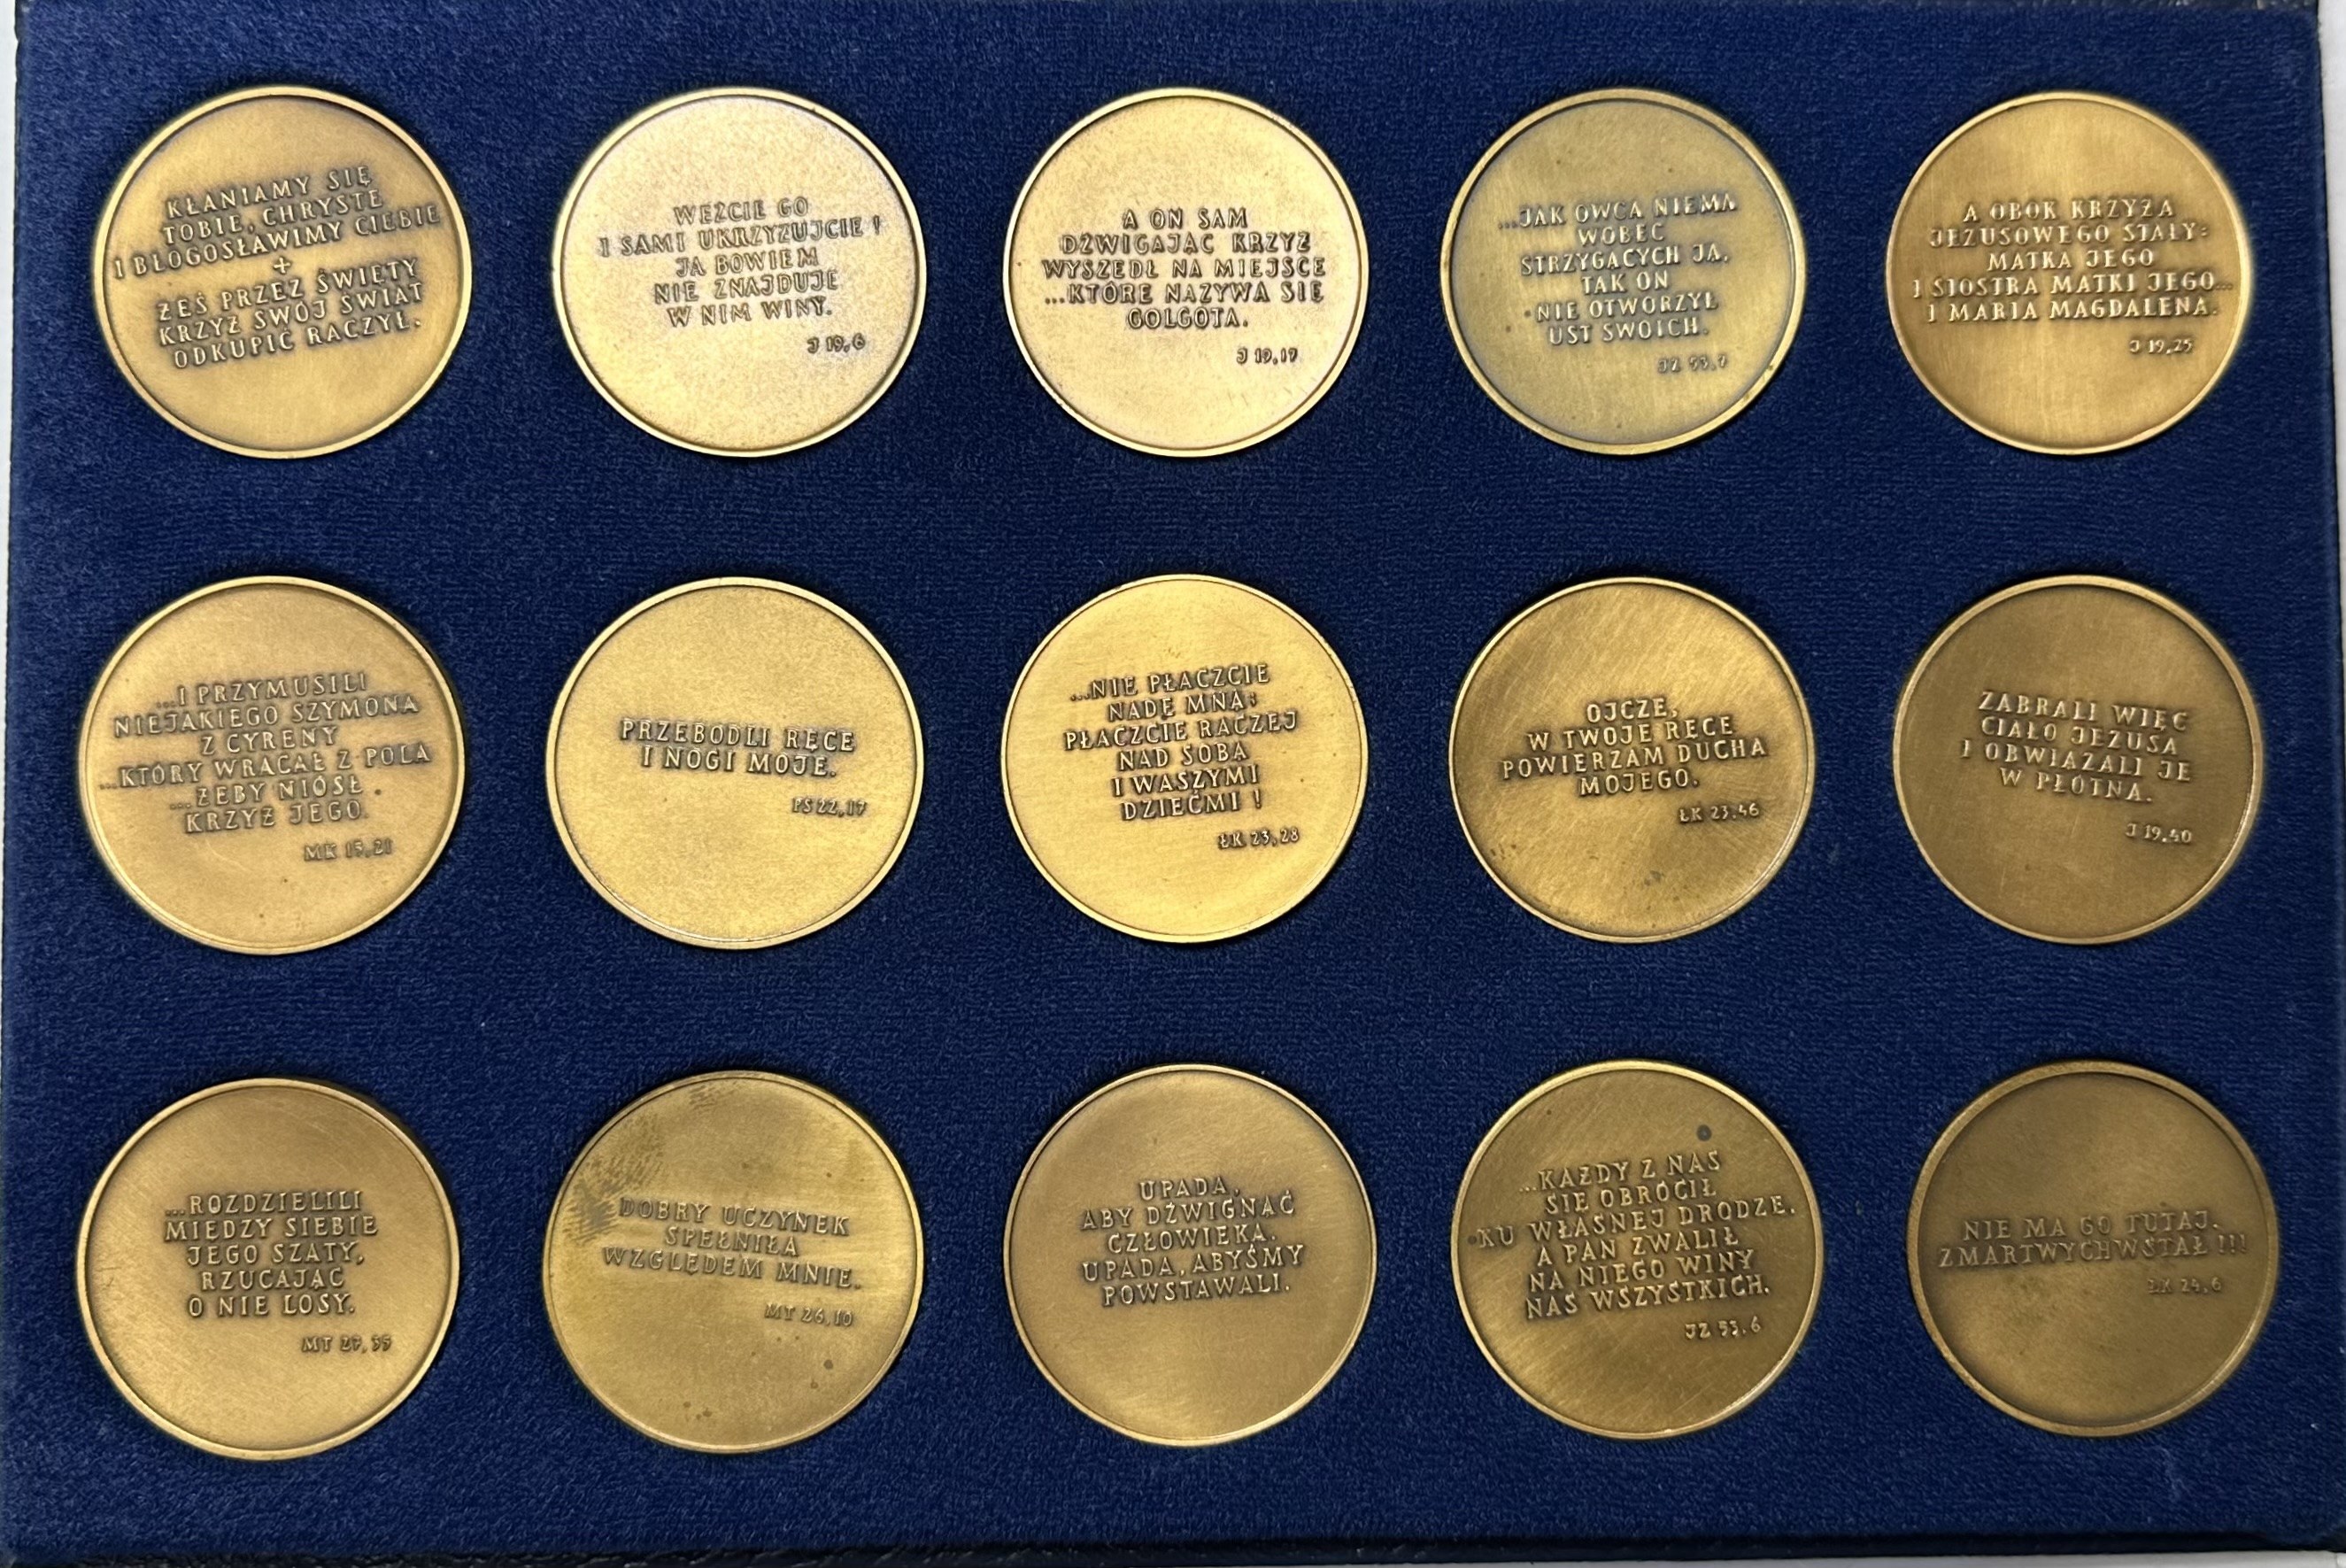 KŁANIAMY SIĘ
TOBIE, CHRYSTE
I BŁOGOSŁAWIMY CIEBIE
+
ŻEŚ PRZEZ ŚWIĘTY
KRZYŻ SWÓJ ŚWIAT
ODKUPIĆ RACZYŁ.
WEŹCIE GO
I SAMI UKRZYŻUJCIE !
JA BOWIEM
NIE ZNAJDUJĘ
W NIM WINY.
J 19,6
A ON SAM
DŹWIGAJĄC KRZYŻ
WYSZEDŁ NA MIEJSCE
...KTÓRE NAZYWA SIĘ
GOLGOTA.
J 19,17
...JAK OWCA NIEMA
WOBEC
STRZYGĄCYCH JĄ,
TAK ON
NIE OTWORZYŁ
UST SWOICH.
JZ 53,7
A OBOK KRZYŻA
JEZUSOWEGO STAŁY:
MATKA JEGO
I SIOSTRA MATKI JEGO...
I MARIA MAGDALENA.
J 19,25
...I PRZYMUSILI
NIEJAKIEGO SZYMONA
Z CYRENY
...KTÓRY WRACAŁ Z POLA
...ŻEBY NIÓSŁ
KRZYŻ JEGO.
MK 15,21
PRZEBODLI RĘCE
I NOGI MOJE.
PS 22,17
...NIE PŁACZCIE
NADE MNĄ;
PŁACZCIE RACZEJ
NAD SOBĄ
I WASZYMI
DZIEĆMI !
ŁK 23,28
OJCZE,
W TWOJE RĘCE
POWIERZAM DUCHA
MOJEGO.
ŁK 23,46
ZABRALI WIĘC
CIAŁO JEZUSA
I OBWIĄZALI JE
W PŁÓTNA.
J 19,40
...ROZDZIELILI
MIĘDZY SIEBIE
JEGO SZATY,
RZUCAJĄC
O NIE LOSY.
MT 27,35
DOBRY UCZYNEK
SPEŁNIŁA
WZGLĘDEM MNIE.
MT 26,10
UPADA,
ABY DŹWIGNĄĆ
CZŁOWIEKA.
UPADA, ABYŚMY
POWSTAWALI.
...KAŻDY Z NAS
SIĘ OBRÓCIŁ
KU WŁASNEJ DRODZE,
A PAN ZWALIŁ
NA NIEGO WINY
NAS WSZYSTKICH.
JZ 53,6
NIE MA GO TUTAJ.
ZMARTWYCHWSTAŁ !!!
ŁK 24,6